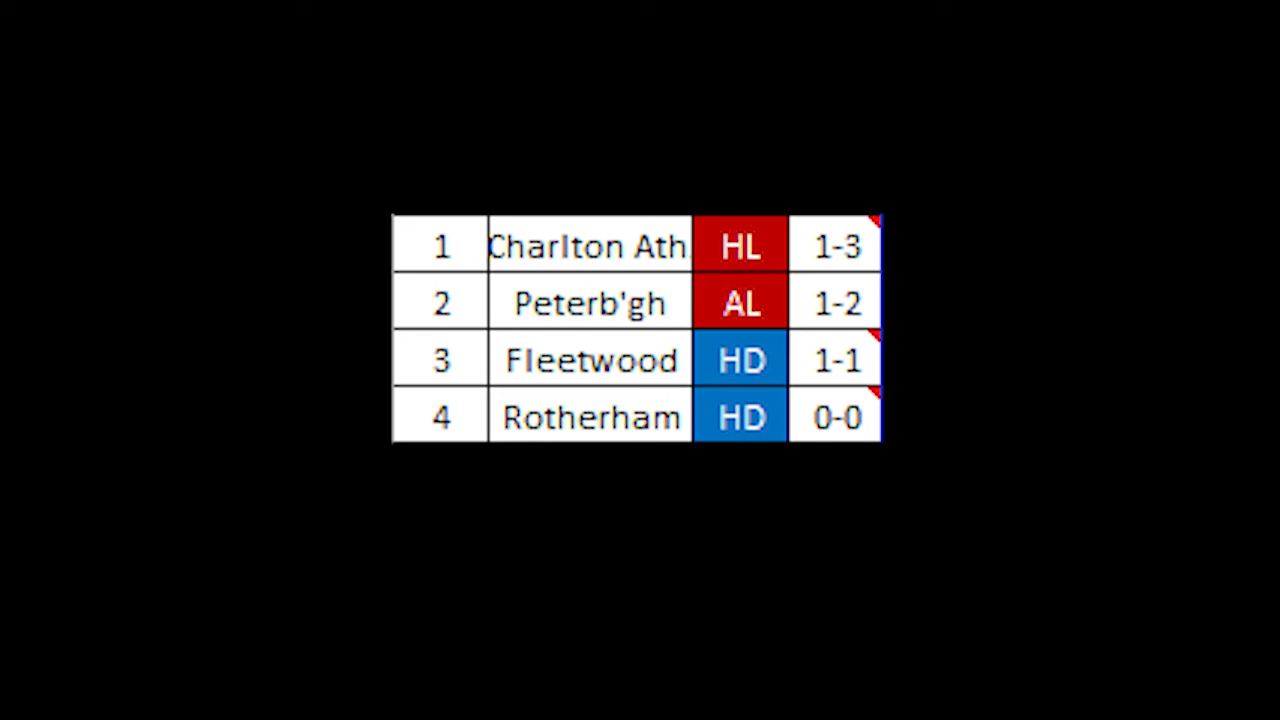 1 Charlton Ath. HL 1-3
2 Peterb'gh AL 1-2
3 Fleetwood HD 1-1
4 Rotherham HD 0-0